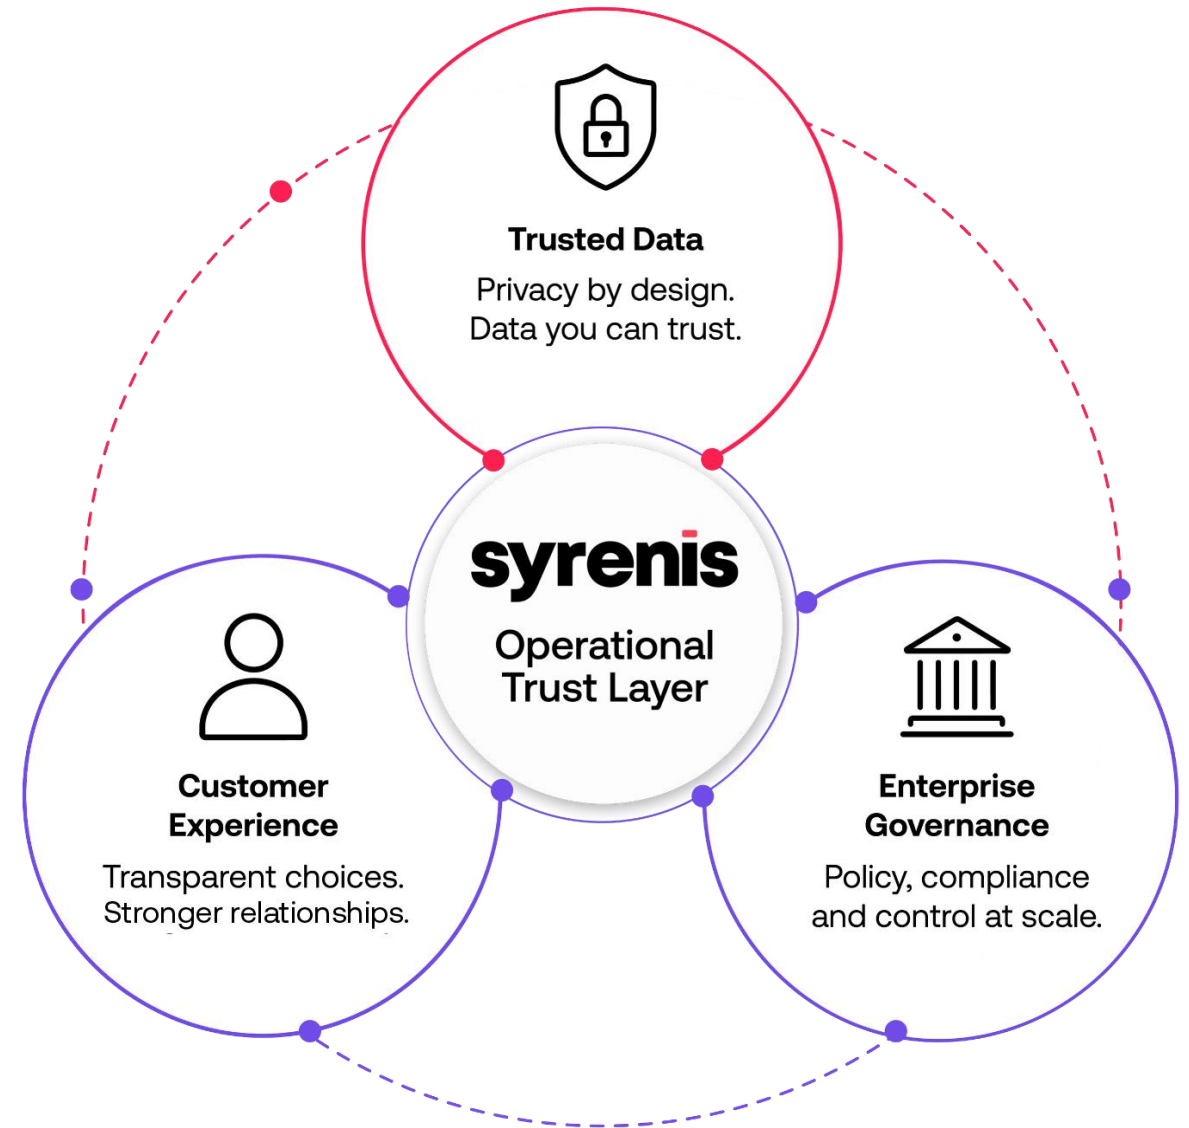 Trusted Data
Privacy by design.
Data you can trust.
syrenis
Operational
Trust Layer
Customer
Experience
Transparent choices.
Stronger relationships.
Enterprise
Governance
Policy, compliance
and control at scale.